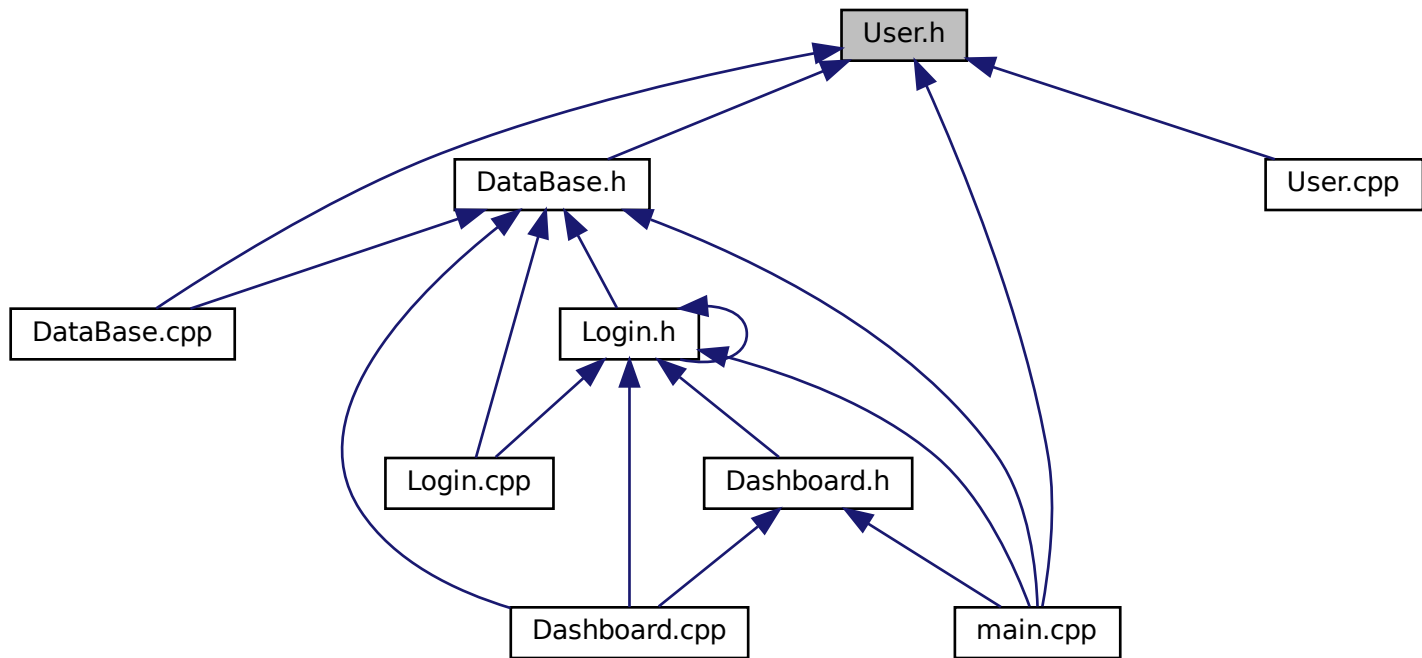 User.h
DataBase.h
User.cpp
DataBase.cpp
Login.h
Login.cpp
Dashboard.h
Dashboard.cpp
main.cpp